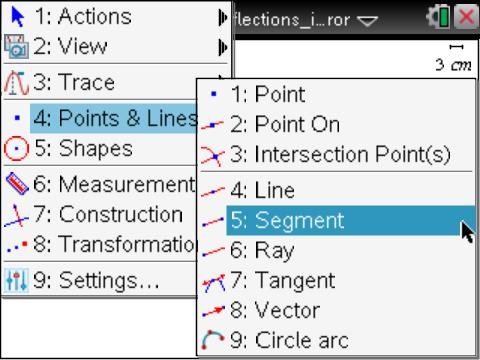 1: Actions
2: View
3: Trace
4: Points & Lines
5: Shapes
6: Measurement
7: Construction
8: Transformatio
9: Settings...
flections_i...ror
3 cm
1: Point
2: Point On
3: Intersection Point(s)
4: Line
5: Segment
6: Ray
7: Tangent
8: Vector
9: Circle arc